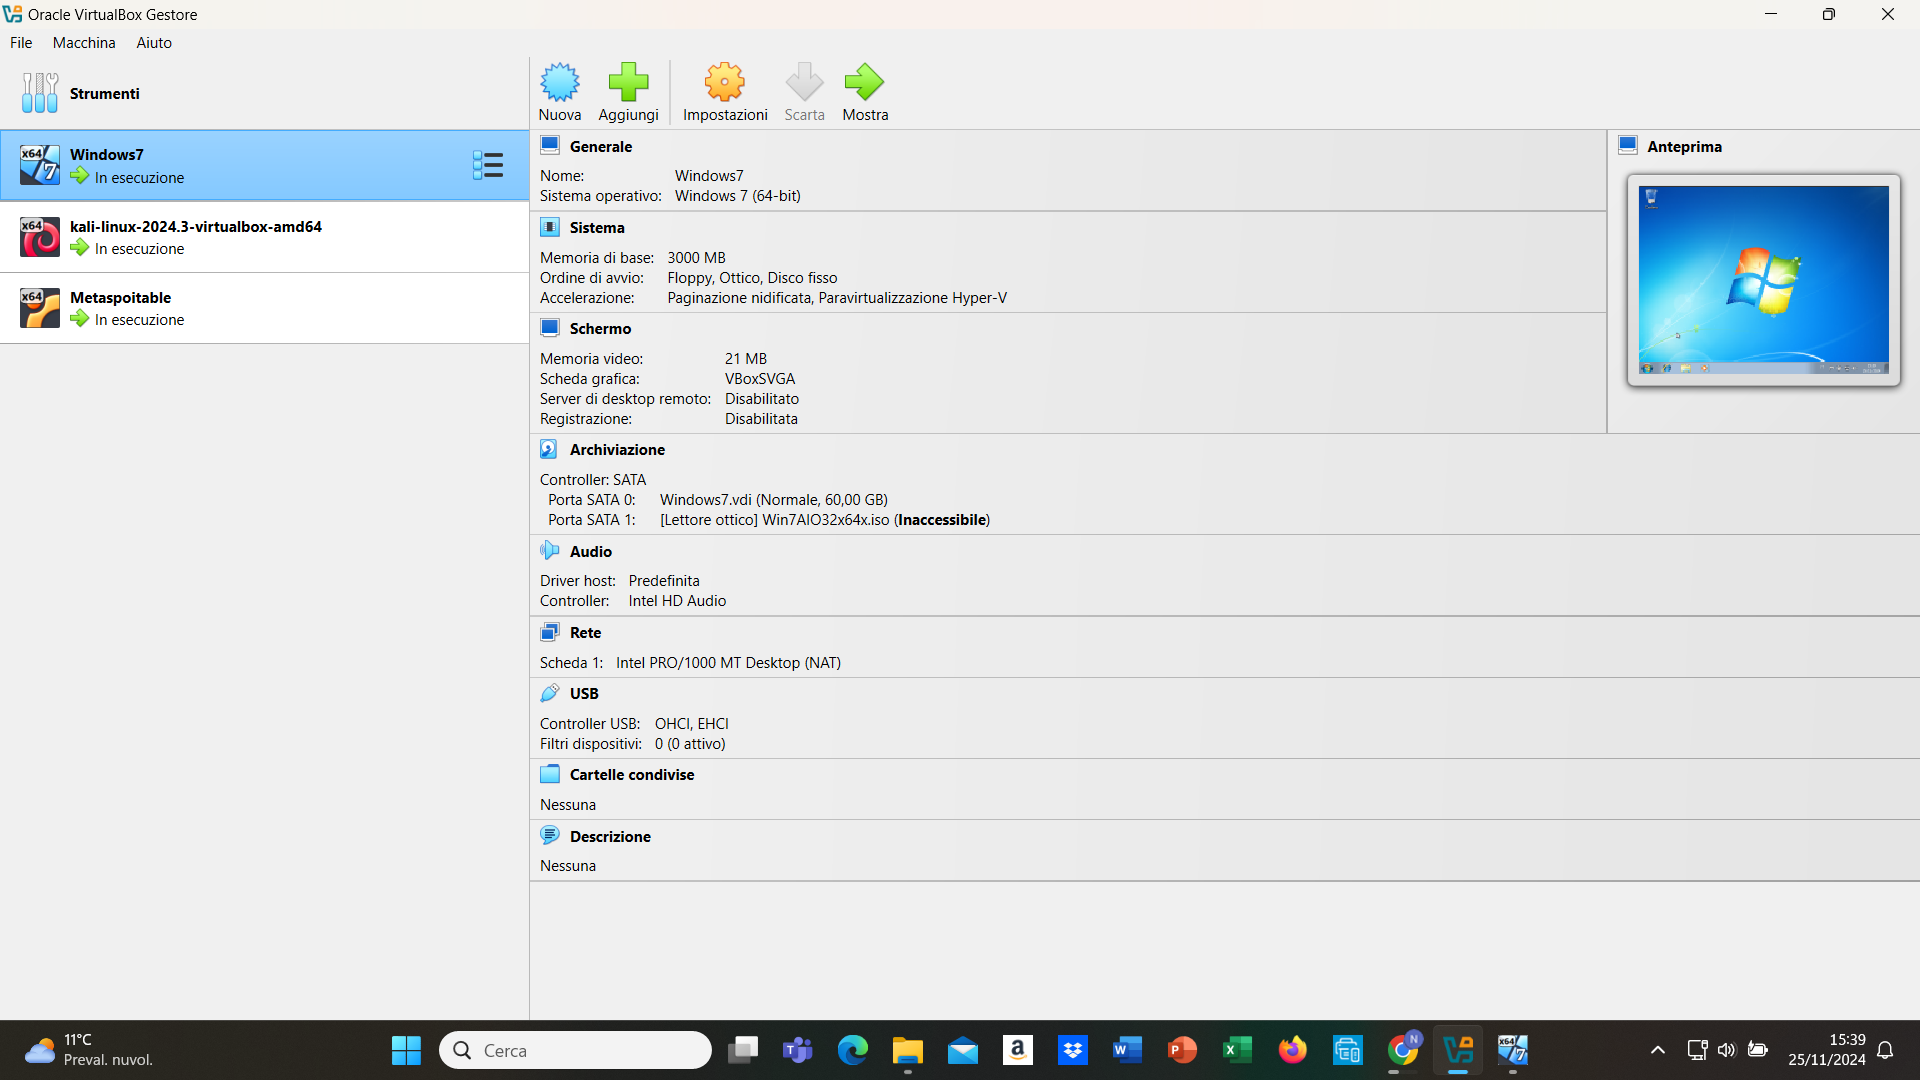 Oracle VirtualBox Gestore
File Macchina Aiuto
Strumenti
Windows7
In esecuzione
kali-linux-2024.3-virtualbox-amd64
In esecuzione
Metaspoitable
In esecuzione
Nuova Aggiungi Impostazioni Scarta Mostra
Generale
Nome: Windows7
Sistema operativo: Windows 7 (64-bit)
Sistema
Memoria di base: 3000 MB
Ordine di avvio: Floppy, Ottico, Disco fisso
Accelerazione: Paginazione nidificata, Paravirtualizzazione Hyper-V
Schermo
Memoria video: 21 MB
Scheda grafica: VBoxSVGA
Server di desktop remoto: Disabilitato
Registrazione: Disabilitata
Archiviazione
Controller: SATA
Porta SATA 0: Windows7.vdi (Normale, 60,00 GB)
Porta SATA 1: [Lettore ottico] Win7AIO32x64x.iso (Inaccessibile)
Audio
Driver host: Predefinita
Controller: Intel HD Audio
Rete
Scheda 1: Intel PRO/1000 MT Desktop (NAT)
USB
Controller USB: OHCI, EHCI
Filtri dispositivi: 0 (0 attivo)
Cartelle condivise
Nessuna
Descrizione
Nessuna
Anteprima
11°C
Preval. nuvol.
Cerca
15:39
25/11/2024